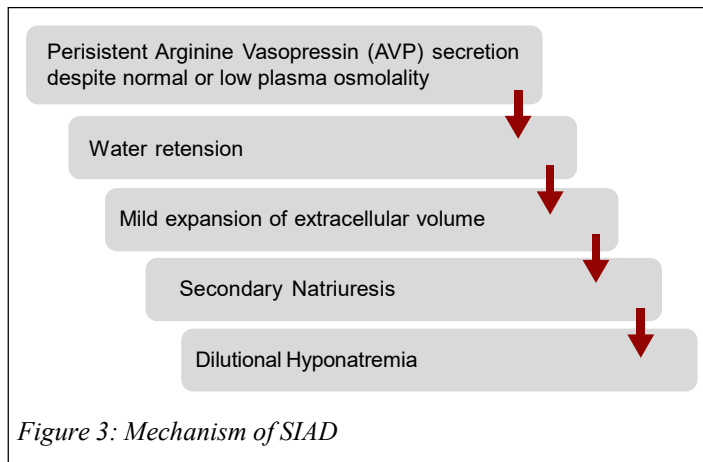 Perisistent Arginine Vasopressin (AVP) secretion
despite normal or low plasma osmolality
Water retention
Mild expansion of extracellular volume
Secondary Natriuresis
Dilutional Hyponatremia
Figure 3: Mechanism of SIAD